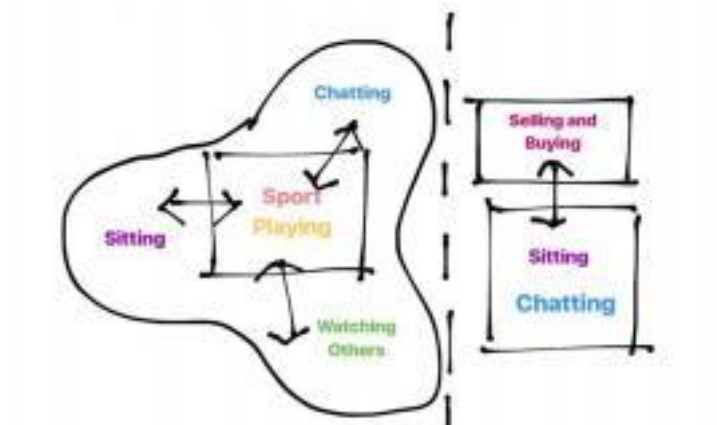 Chatting
Selling and
Buying
Sport
Playing
Sitting
Sitting
Chatting
Watching
Others